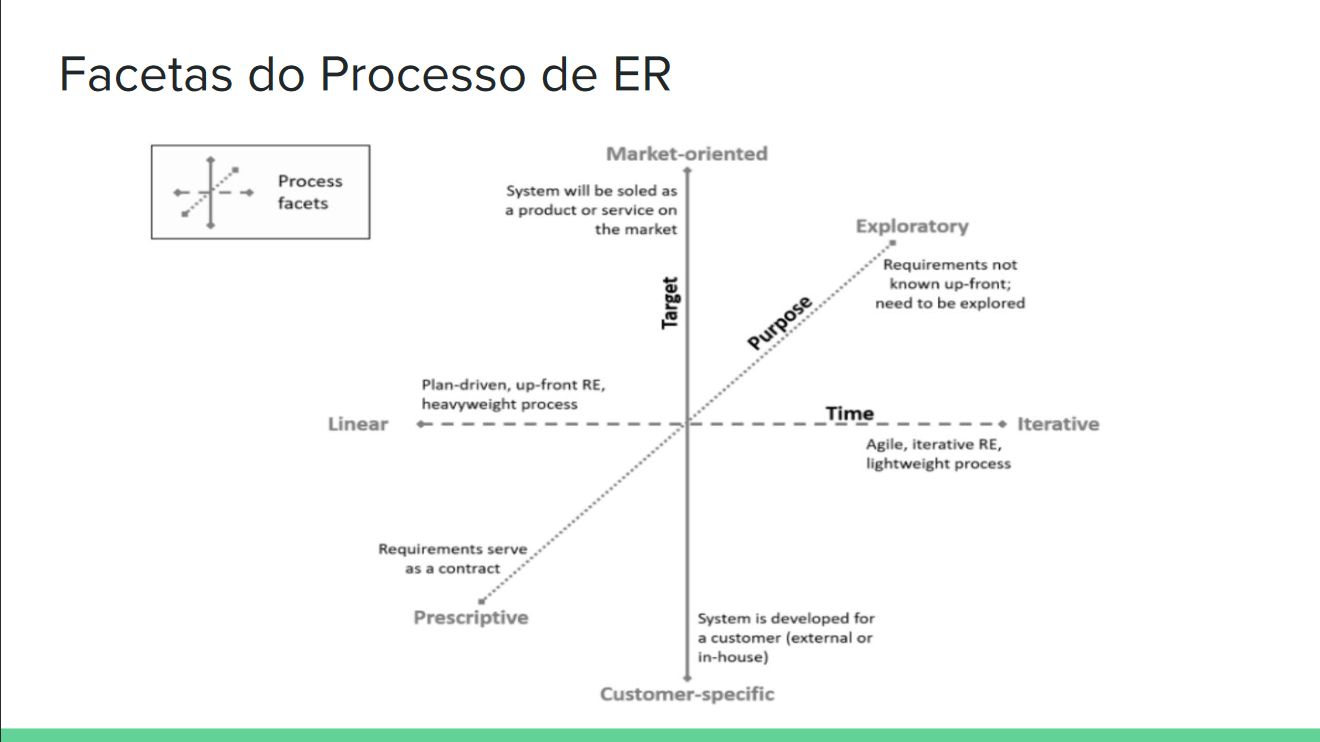 Facetas do Processo de ER
Process
facets
Market-oriented
System will be soled as
a product or service on
the market
Exploratory
Requirements not
known up-front;
need to be explored
Target
Purpose
Plan-driven, up-front RE,
heavyweight process
Linear
Time
Iterative
Agile, iterative RE,
lightweight process
Requirements serve
as a contract
Prescriptive
System is developed for
a customer (external or
in-house)
Customer-specific